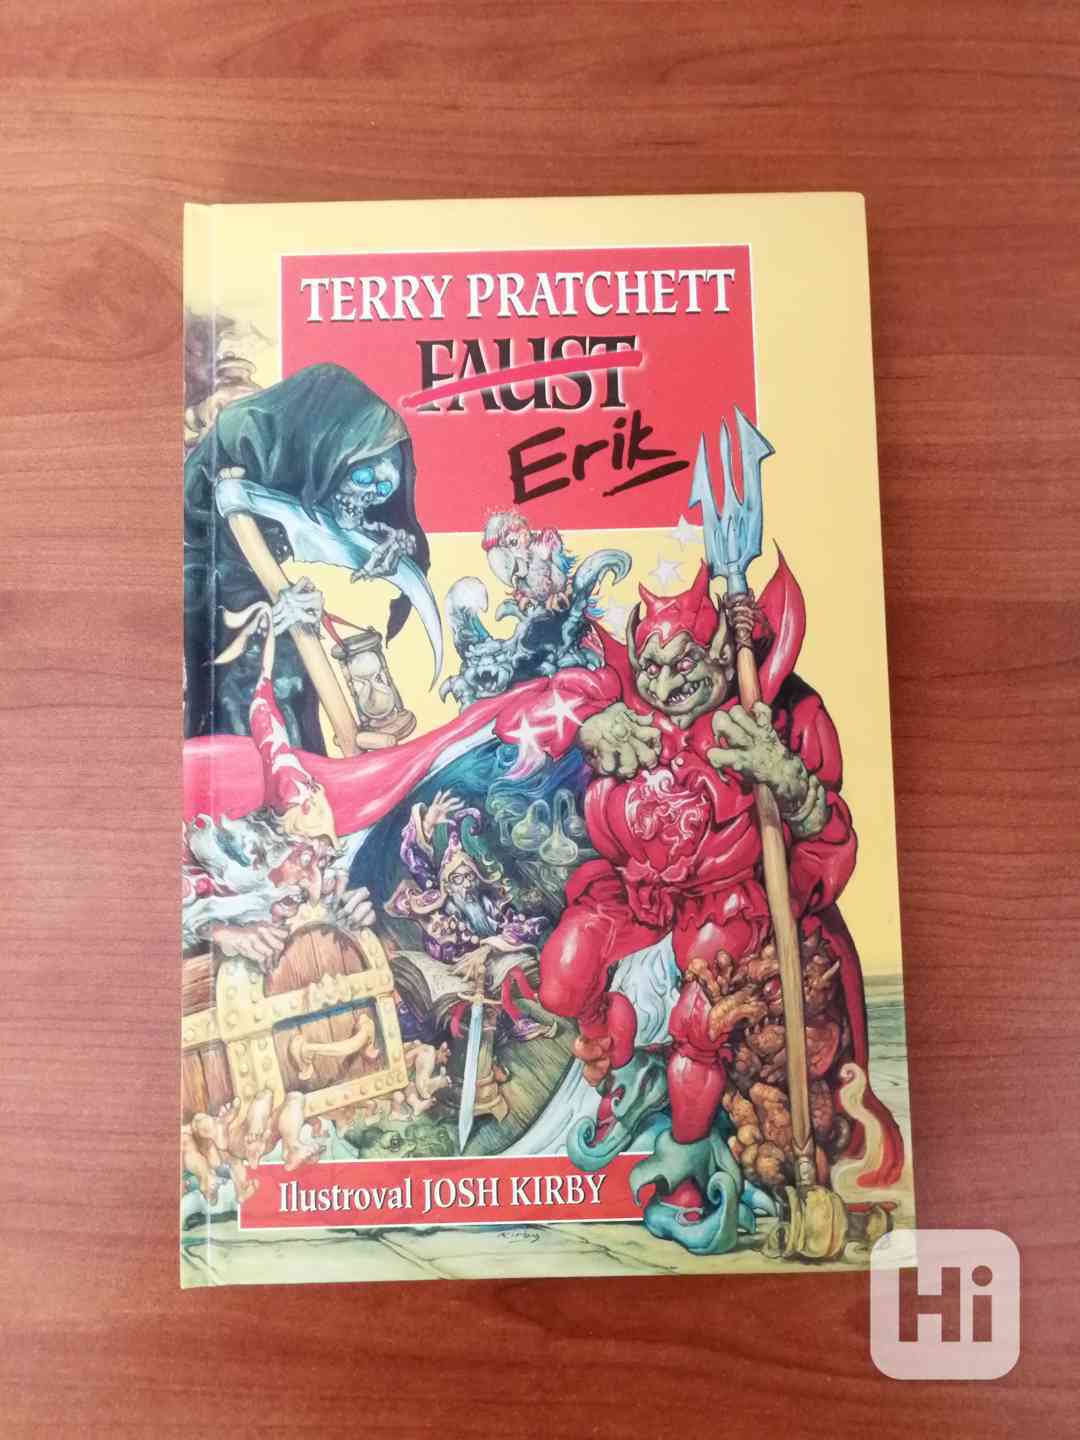 TERRY PRATCHETT
FAUST
Erik
Ilustroval JOSH KIRBY
Kirby
Hi